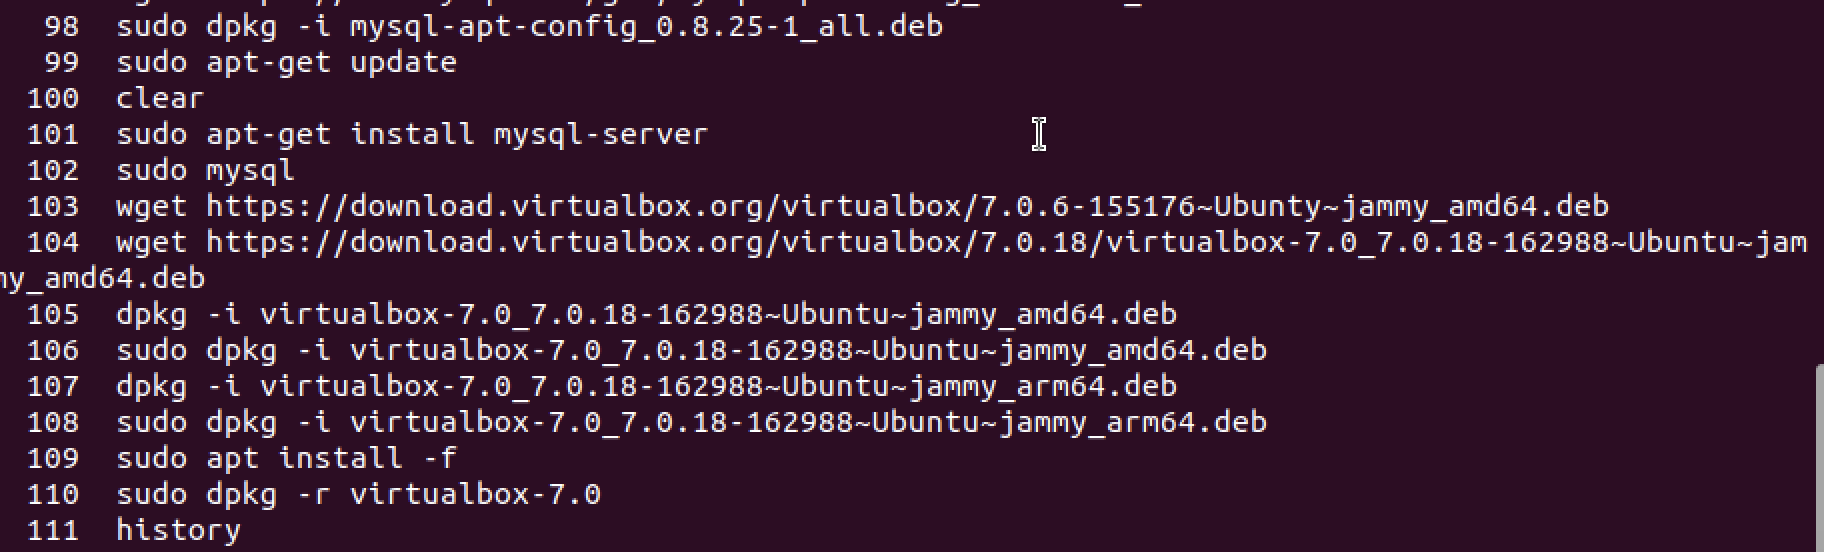 98 sudo dpkg -i mysql-apt-config_0.8.25-1_all.deb
99 sudo apt-get update
100 clear
101 sudo apt-get install mysql-server
102 sudo mysql
103 wget https://download.virtualbox.org/virtualbox/7.0.6-155176~Ubunty~jammy_amd64.deb
104 wget https://download.virtualbox.org/virtualbox/7.0.18/virtualbox-7.0_7.0.18-162988~Ubuntu~jam
my_amd64.deb
105 dpkg -i virtualbox-7.0_7.0.18-162988~Ubuntu~jammy_amd64.deb
106 sudo dpkg -i virtualbox-7.0_7.0.18-162988~Ubuntu~jammy_amd64.deb
107 dpkg -i virtualbox-7.0_7.0.18-162988~Ubuntu~jammy_arm64.deb
108 sudo dpkg -i virtualbox-7.0_7.0.18-162988~Ubuntu~jammy_arm64.deb
109 sudo apt install -f
110 sudo dpkg -r virtualbox-7.0
111 history